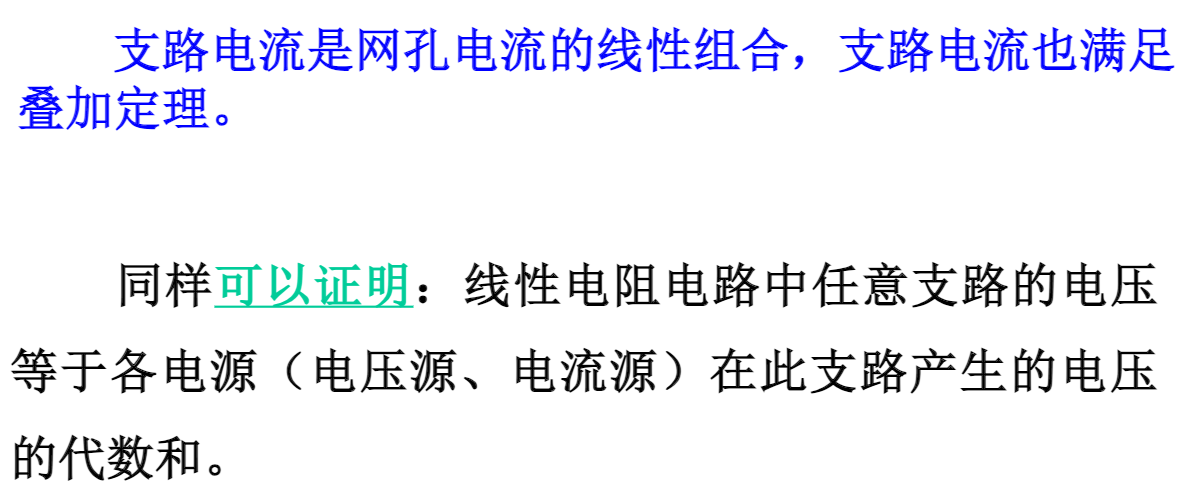 支路电流是网孔电流的线性组合，支路电流也满足
叠加定理。
同样可以证明：线性电阻电路中任意支路的电压
等于各电源（电压源、电流源）在此支路产生的电压
的代数和。